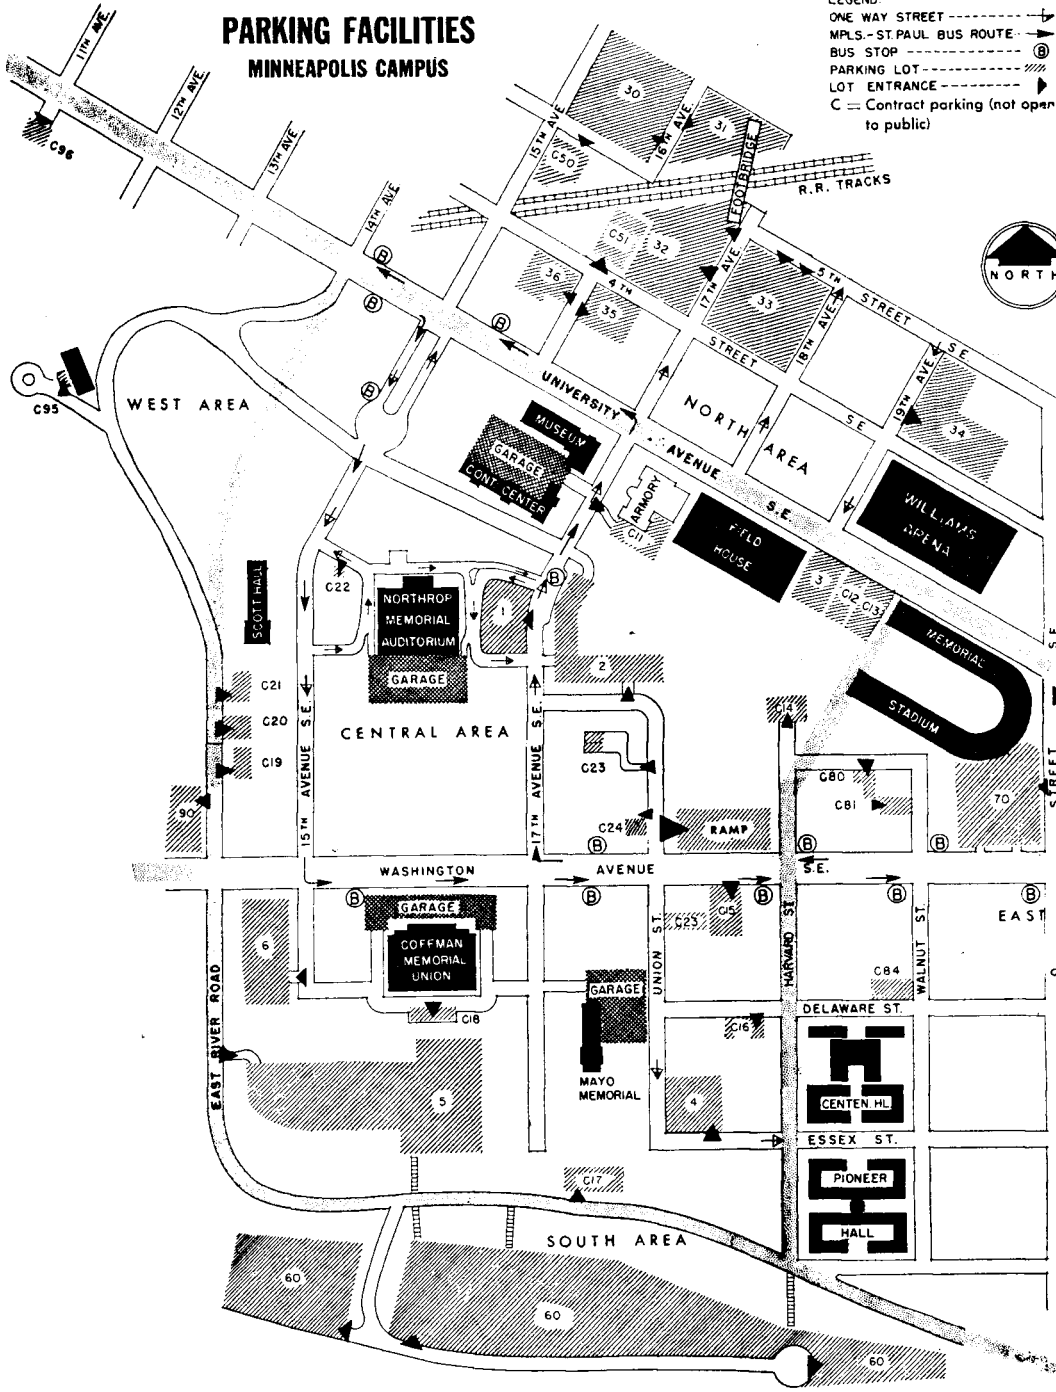 PARKING FACILITIES
MINNEAPOLIS CAMPUS
LEGEND:
ONE WAY STREET
MPLS.-ST. PAUL BUS ROUTE
BUS STOP Ⓑ
PARKING LOT
LOT ENTRANCE
C = Contract parking (not open
to public)
11TH AVE.
12TH AVE.
13TH AVE.
14TH AVE
15TH AVE
16TH AVE.
30
31
C96
C50
FOOTBRIDGE
R.R. TRACKS
NORTH
C51
32
17TH AVE.
33
5TH
STREET
S.E.
36
35
4TH
STREET
S.E.
18TH AVE
19TH AVE.
34
Ⓑ
Ⓑ
Ⓑ
Ⓑ
C95
WEST AREA
UNIVERSITY
AVENUE
S.E.
NORTH
AREA
MUSEUM
GARAGE
CONT. CENTER
ARMORY
C11
FIELD
HOUSE
WILLIAMS
ARENA
3
C12
C13
MEMORIAL
STADIUM
SCOTT HALL
C22
NORTHROP
MEMORIAL
AUDITORIUM
GARAGE
1
Ⓑ
2
C21
C20
C19
90
CENTRAL AREA
15TH AVENUE S.E.
17TH AVENUE S.E.
C14
C23
C24
RAMP
C80
C81
70
S.E.
STREET
Ⓑ
Ⓑ
Ⓑ
WASHINGTON
AVENUE
S.E.
Ⓑ
Ⓑ
Ⓑ
Ⓑ
Ⓑ
GARAGE
COFFMAN
MEMORIAL
UNION
6
C18
UNION ST.
C23
C15
HARVARD ST.
WALNUT ST.
EAST
C84
DELAWARE ST.
GARAGE
C16
MAYO
MEMORIAL
EAST RIVER ROAD
5
4
CENTEN. HL.
ESSEX ST.
PIONEER
HALL
C17
SOUTH AREA
60
60
60